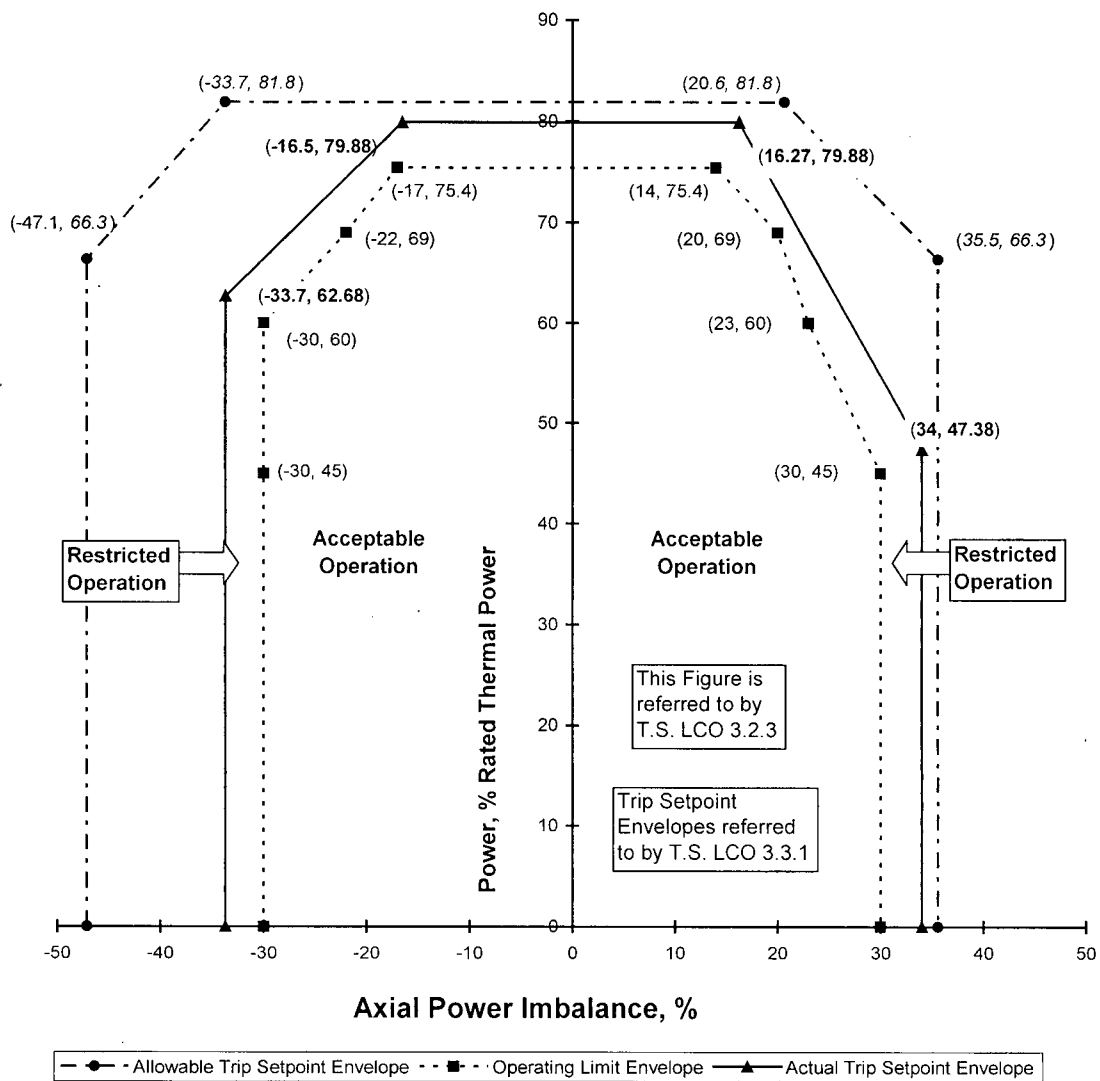 90
(-33.7, 81.8)
(20.6, 81.8)
80
(-16.5, 79.88)
(16.27, 79.88)
(-17, 75.4)
(14, 75.4)
(-47.1, 66.3)
70
(-22, 69)
(20, 69)
(35.5, 66.3)
(-33.7, 62.68)
60
(-30, 60)
(23, 60)
50
(34, 47.38)
(-30, 45)
(30, 45)
40
Restricted
Operation
Acceptable
Operation
Acceptable
Operation
Restricted
Operation
30
Power, % Rated Thermal Power
This Figure is
referred to by
T.S. LCO 3.2.3
20
Trip Setpoint
Envelopes referred
to by T.S. LCO 3.3.1
10
0
-50 -40 -30 -20 -10 0 10 20 30 40 50
Axial Power Imbalance, %
Allowable Trip Setpoint Envelope Operating Limit Envelope Actual Trip Setpoint Envelope